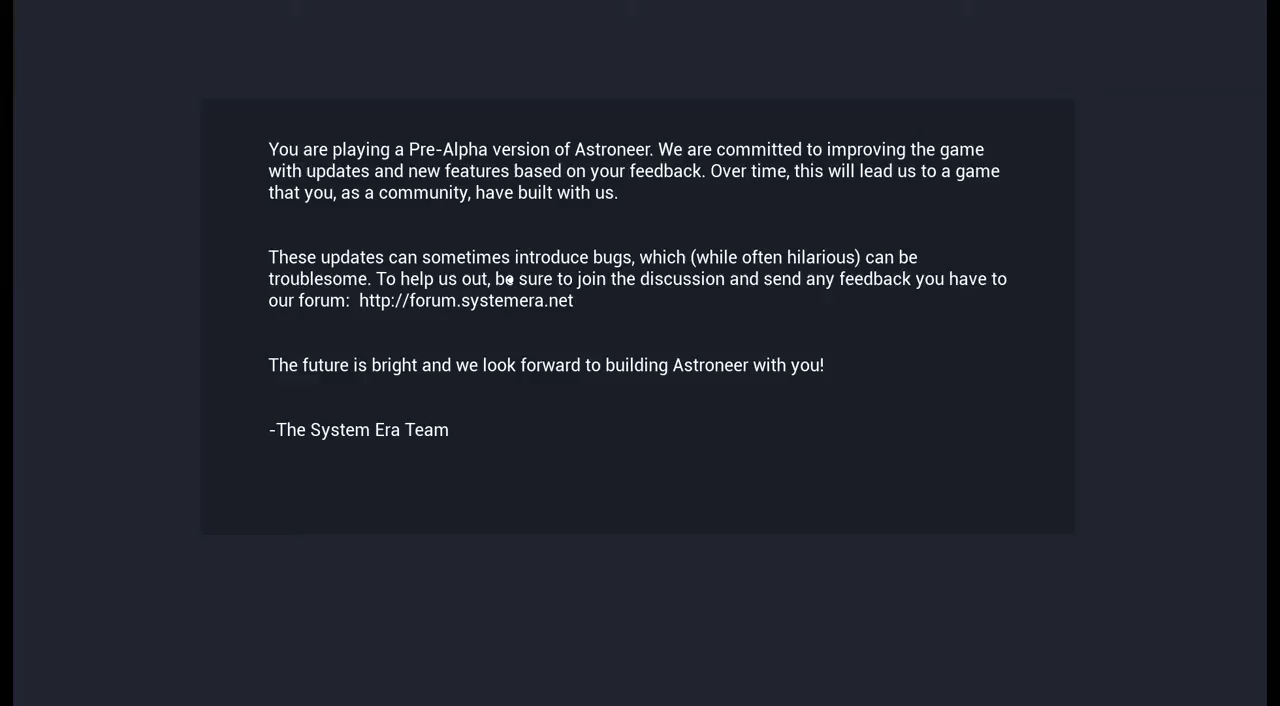 You are playing a Pre-Alpha version of Astroneer. We are committed to improving the game
with updates and new features based on your feedback. Over time, this will lead us to a game
that you, as a community, have built with us.
These updates can sometimes introduce bugs, which (while often hilarious) can be
troublesome. To help us out, be sure to join the discussion and send any feedback you have to
our forum:  http://forum.systemera.net
The future is bright and we look forward to building Astroneer with you!
-The System Era Team